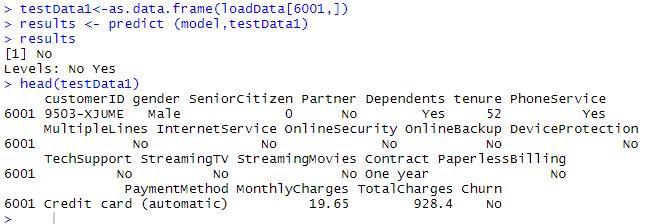 > testData1<-as.data.frame(loadData[6001,])
> results <- predict (model,testData1)
> results
[1] No
Levels: No Yes
> head(testData1)
customerID gender SeniorCitizen Partner Dependents tenure PhoneService
6001 9503-XJUME Male 0 No Yes 52 Yes
MultipleLines InternetService OnlineSecurity OnlineBackup DeviceProtection
6001 No No No No No
TechSupport StreamingTV StreamingMovies Contract PaperlessBilling
6001 No No No One year No
PaymentMethod MonthlyCharges TotalCharges Churn
6001 Credit card (automatic) 19.65 928.4 No
>